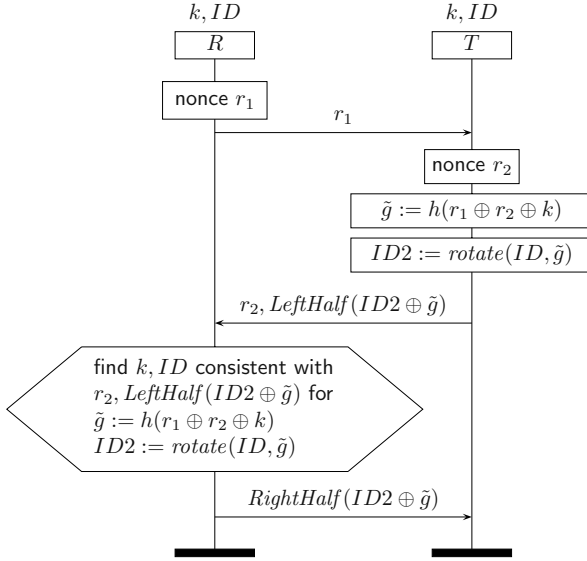 k, ID k, ID
R T
nonce r₁
r₁
nonce r₂
g̃ := h(r₁ ⊕ r₂ ⊕ k)
ID2 := rotate(ID, g̃)
r₂, LeftHalf(ID2 ⊕ g̃)
find k, ID consistent with
r₂, LeftHalf(ID2 ⊕ g̃) for
g̃ := h(r₁ ⊕ r₂ ⊕ k)
ID2 := rotate(ID, g̃)
RightHalf(ID2 ⊕ g̃)